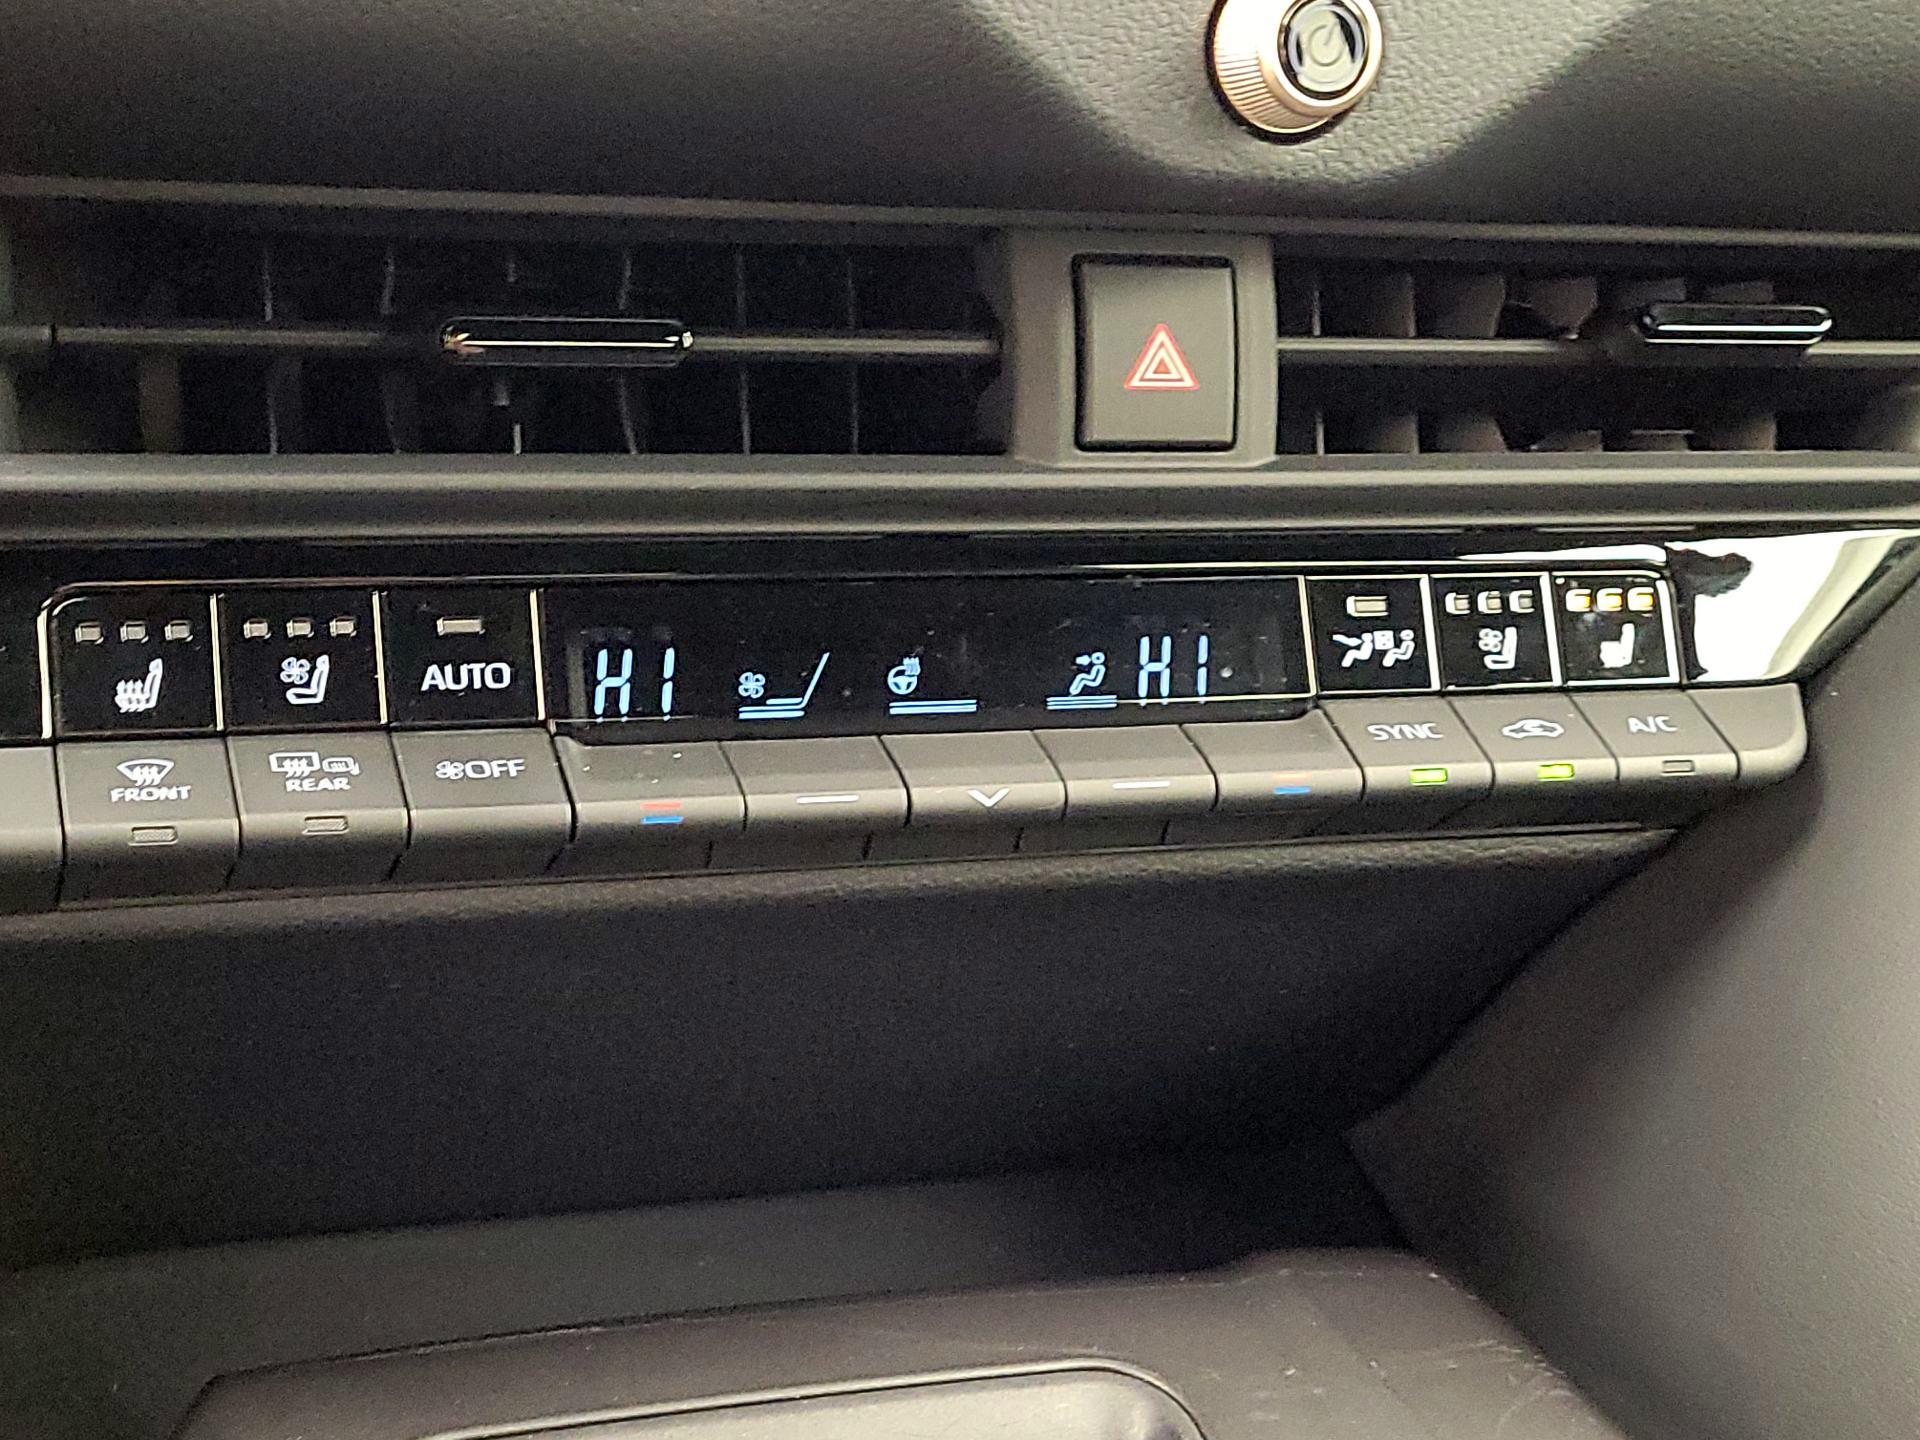 AUTO
HI
HI
FRONT
REAR
OFF
SYNC
A/C